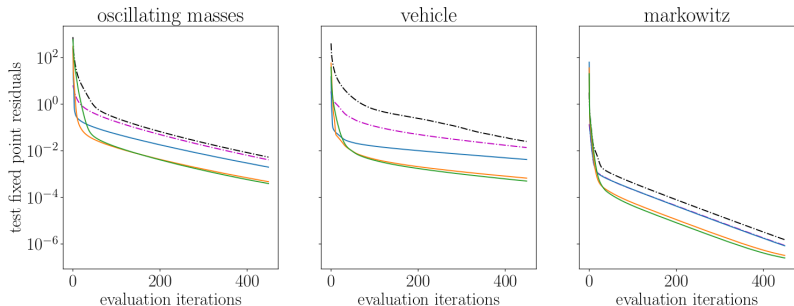 oscillating masses
vehicle
markowitz
test fixed point residuals
10²
10⁰
10⁻²
10⁻⁴
10⁻⁶
0 200 400
0 200 400
0 200 400
evaluation iterations
evaluation iterations
evaluation iterations